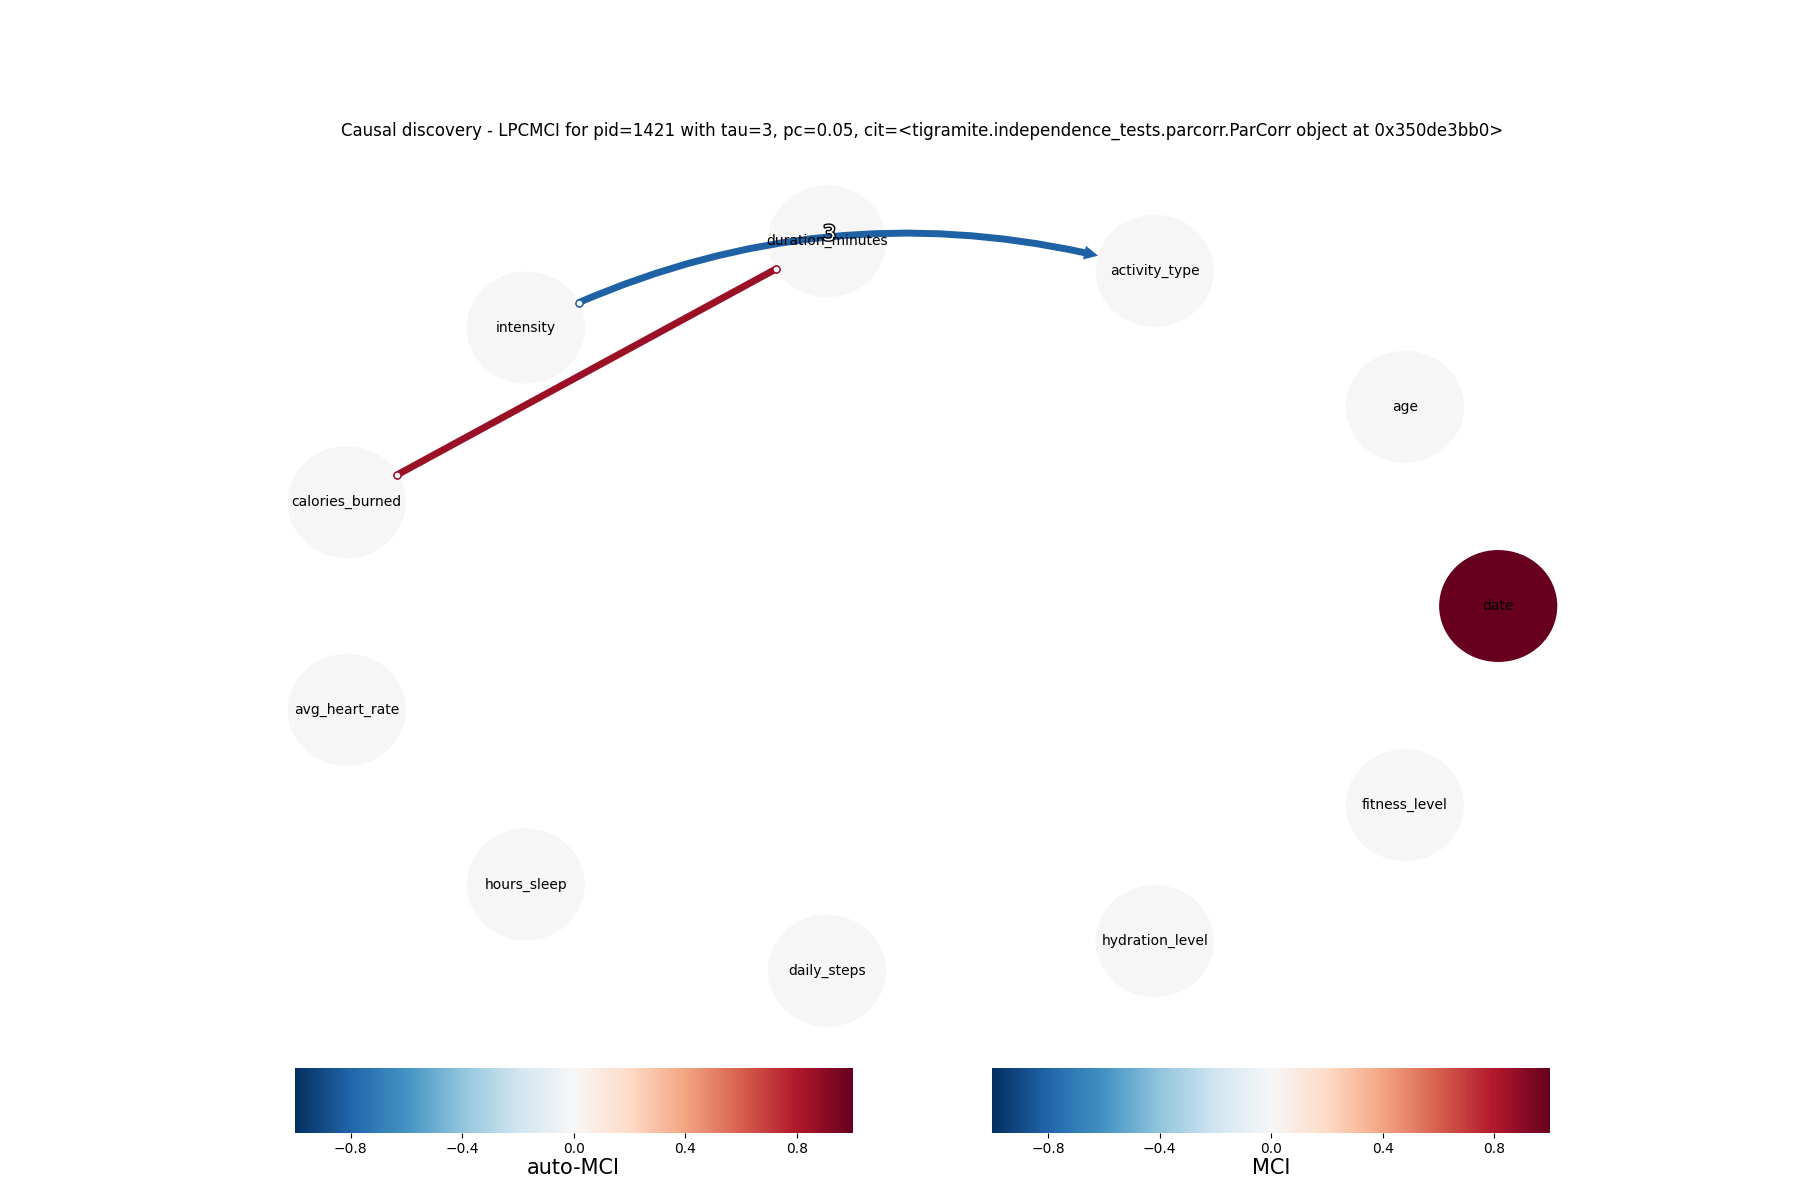 Causal discovery - LPCMCI for pid=1421 with tau=3, pc=0.05, cit=<tigramite.independence_tests.parcorr.ParCorr object at 0x350de3bb0>
3
duration_minutes
activity_type
intensity
age
calories_burned
date
avg_heart_rate
fitness_level
hours_sleep
hydration_level
daily_steps
−0.8 −0.4 0.0 0.4 0.8
auto-MCI
−0.8 −0.4 0.0 0.4 0.8
MCI